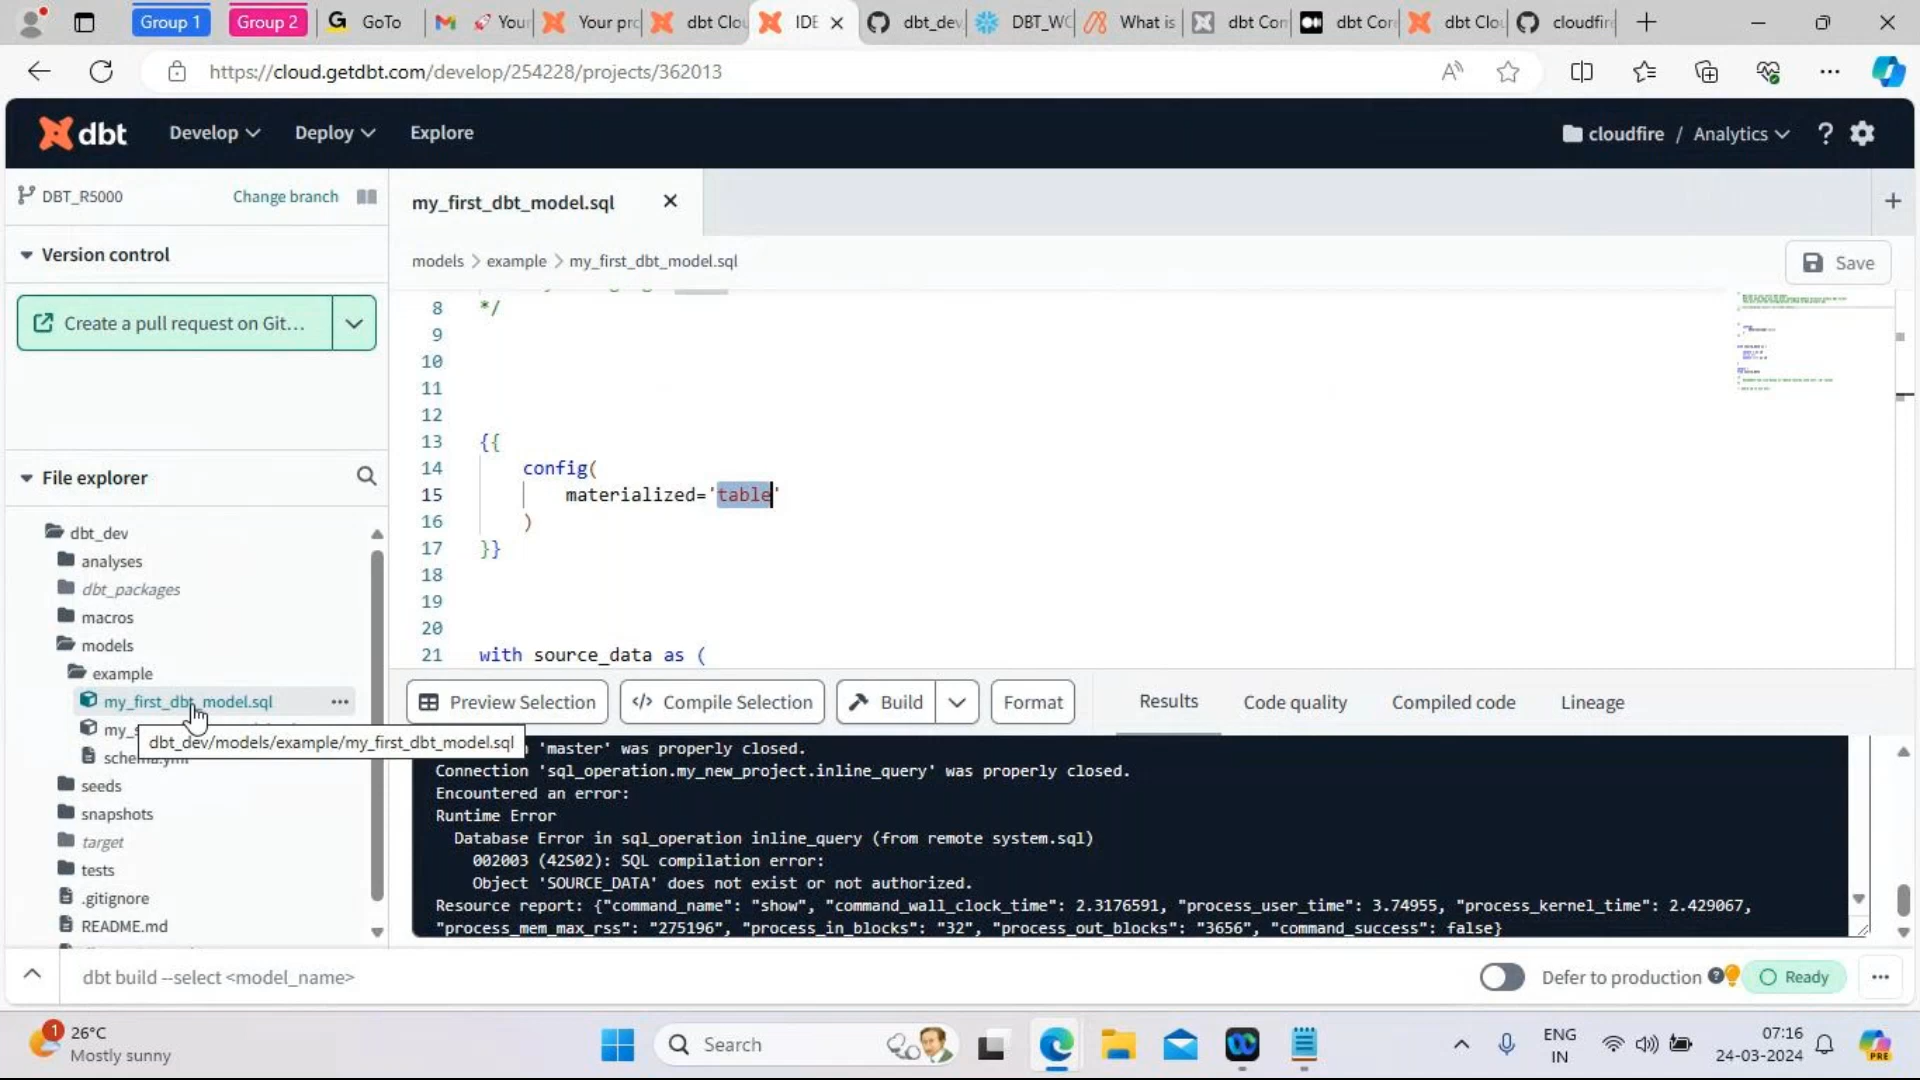 Group 1
Group 2
GoTo
Your pro
dbt Clou
IDE
dbt_dev
DBT_WO
What is
dbt Con
dbt Cor
dbt Clou
cloudfire
https://cloud.getdbt.com/develop/254228/projects/362013
dbt
Develop
Deploy
Explore
cloudfire / Analytics
?
DBT_R5000
Change branch
my_first_dbt_model.sql
Version control
models > example > my_first_dbt_model.sql
Save
Create a pull request on Git...
8 */
9
10
11
12
13 {{
14 config(
15 materialized='table'
16 )
17 }}
18
19
20
21 with source_data as (
File explorer
dbt_dev
analyses
dbt_packages
macros
models
example
my_first_dbt_model.sql
dbt_dev/models/example/my_first_dbt_model.sql
schema.yml
seeds
snapshots
target
tests
.gitignore
README.md
Preview Selection
</> Compile Selection
Build
Format
Results
Code quality
Compiled code
Lineage
'master' was properly closed.
Connection 'sql_operation.my_new_project.inline_query' was properly closed.
Encountered an error:
Runtime Error
Database Error in sql_operation inline_query (from remote system.sql)
002003 (42S02): SQL compilation error:
Object 'SOURCE_DATA' does not exist or not authorized.
Resource report: {"command_name": "show", "command_wall_clock_time": 2.3176591, "process_user_time": 3.74955, "process_kernel_time": 2.429067,
"process_mem_max_rss": "275196", "process_in_blocks": "32", "process_out_blocks": "3656", "command_success": false}
dbt build --select <model_name>
Defer to production
Ready
1
26°C
Mostly sunny
Search
ENG
IN
07:16
24-03-2024
PRE